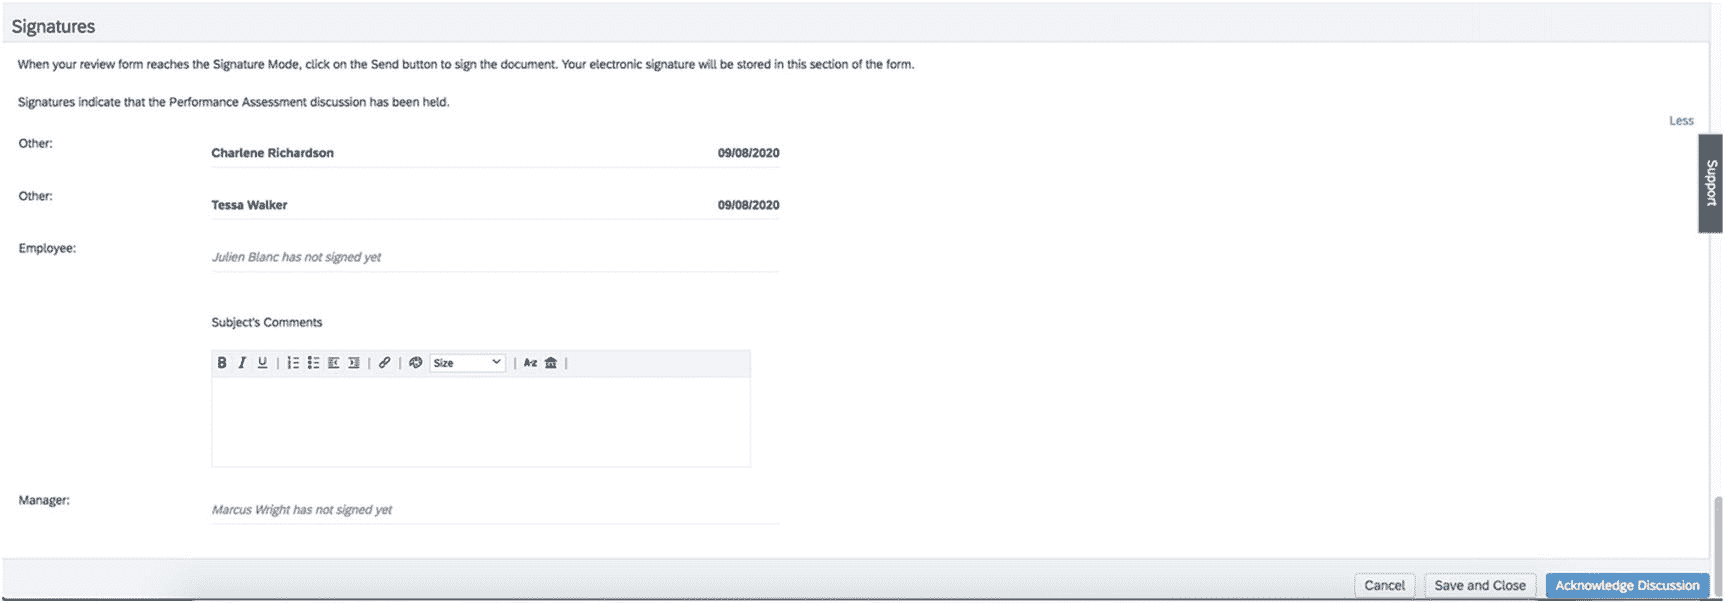 Signatures
When your review form reaches the Signature Mode, click on the Send button to sign the document. Your electronic signature will be stored in this section of the form.
Signatures indicate that the Performance Assessment discussion has been held.
Less
Other:
Charlene Richardson 09/08/2020
Support
Other:
Tessa Walker 09/08/2020
Employee:
Julien Blanc has not signed yet
Subject's Comments
B I U Size A-z
Manager:
Marcus Wright has not signed yet
Cancel Save and Close Acknowledge Discussion